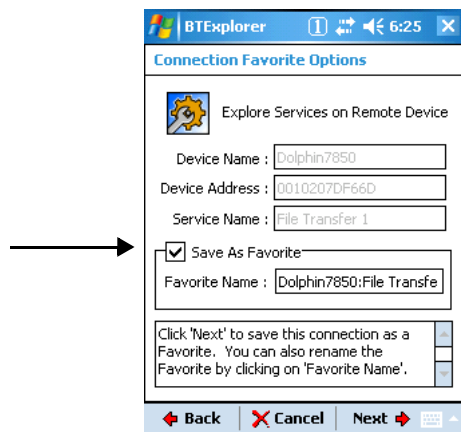 BTExplorer 1 6:25
Connection Favorite Options
Explore Services on Remote Device
Device Name : Dolphin7850
Device Address : 0010207DF66D
Service Name : File Transfer 1
Save As Favorite
Favorite Name : Dolphin7850:File Transfe
Click 'Next' to save this connection as a
Favorite. You can also rename the
Favorite by clicking on 'Favorite Name'.
Back Cancel Next